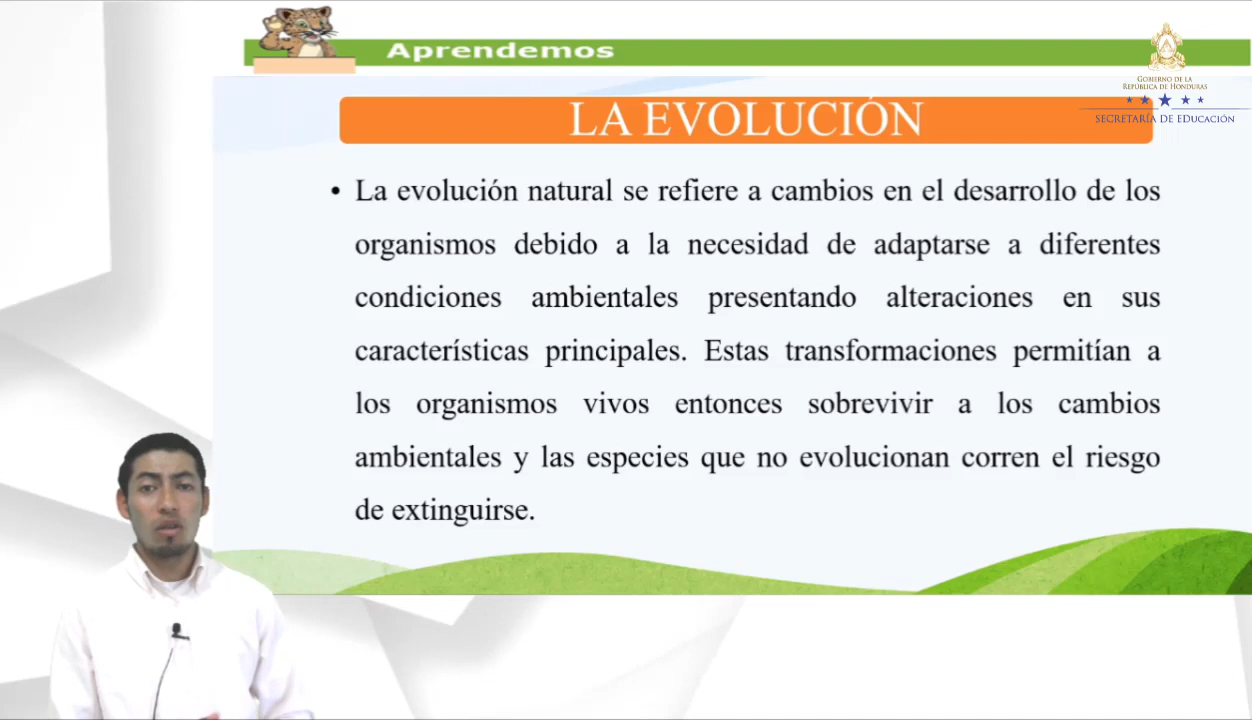 Aprendemos
GOBIERNO DE LA
REPÚBLICA DE HONDURAS
SECRETARÍA DE EDUCACIÓN
LA EVOLUCIÓN
• La evolución natural se refiere a cambios en el desarrollo de los
organismos debido a la necesidad de adaptarse a diferentes
condiciones ambientales presentando alteraciones en sus
características principales. Estas transformaciones permitían a
los organismos vivos entonces sobrevivir a los cambios
ambientales y las especies que no evolucionan corren el riesgo
de extinguirse.